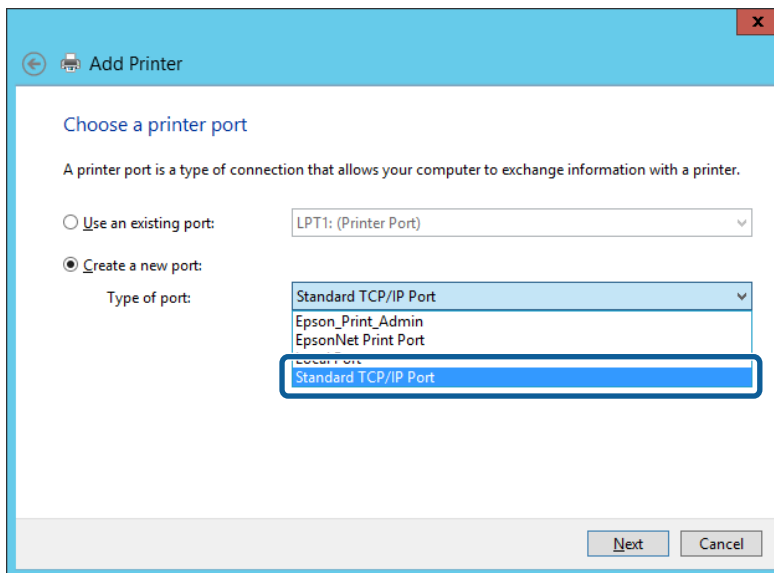 x
Add Printer
Choose a printer port
A printer port is a type of connection that allows your computer to exchange information with a printer.
Use an existing port: LPT1: (Printer Port)
Create a new port:
Type of port: Standard TCP/IP Port
Epson_Print_Admin
EpsonNet Print Port
Local Port
Standard TCP/IP Port
Next Cancel